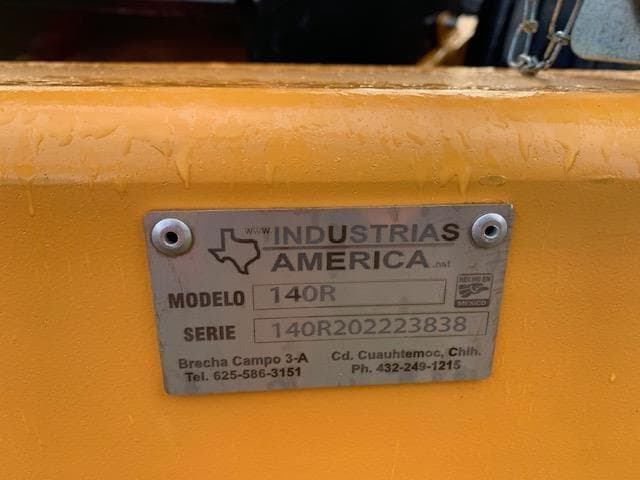 www. INDUSTRIAS
AMERICA.net
MODELO 140R
HECHO EN
MEXICO
SERIE 140R202223838
Brecha Campo 3-A Cd. Cuauhtemoc, Chih.
Tel. 625-586-3151 Ph. 432-249-1215